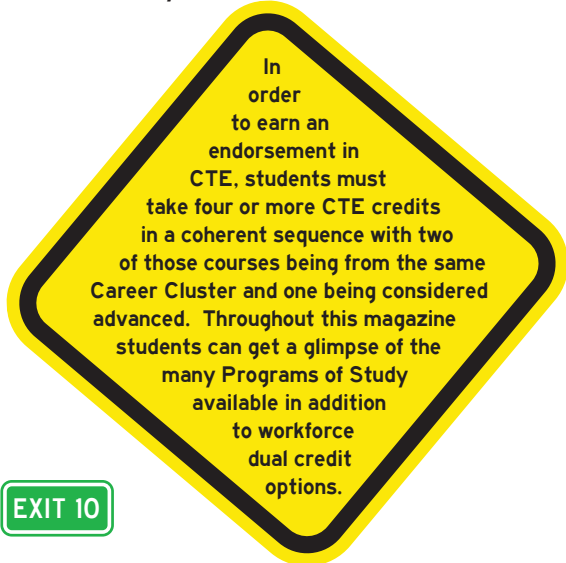 In
order
to earn an
endorsement in
CTE, students must
take four or more CTE credits
in a coherent sequence with two
of those courses being from the same
Career Cluster and one being considered
advanced.  Throughout this magazine
students can get a glimpse of the
many Programs of Study
available in addition
to workforce
dual credit
options.
EXIT 10